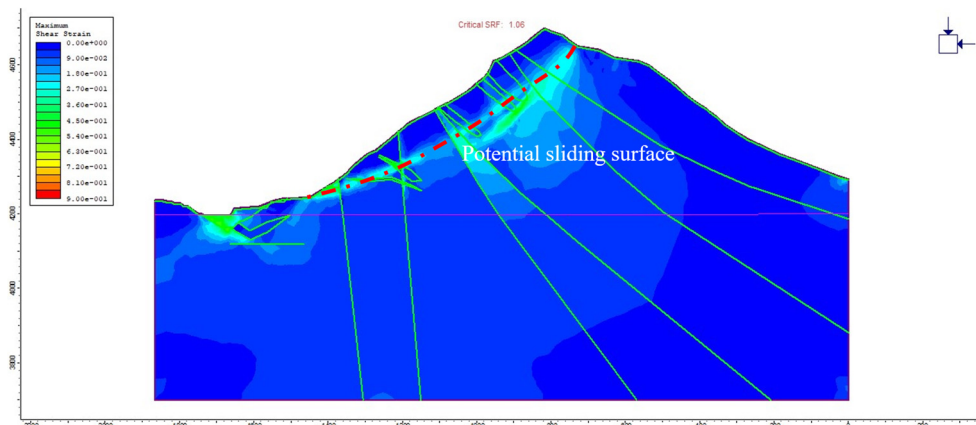 Critical SRF: 1.06
Maximum
Shear Strain
0.00e+000
9.00e-002
1.80e-001
2.70e-001
3.60e-001
4.50e-001
5.40e-001
6.30e-001
7.20e-001
8.10e-001
9.00e-001
4600
4400
4200
4000
3800
Potential sliding surface